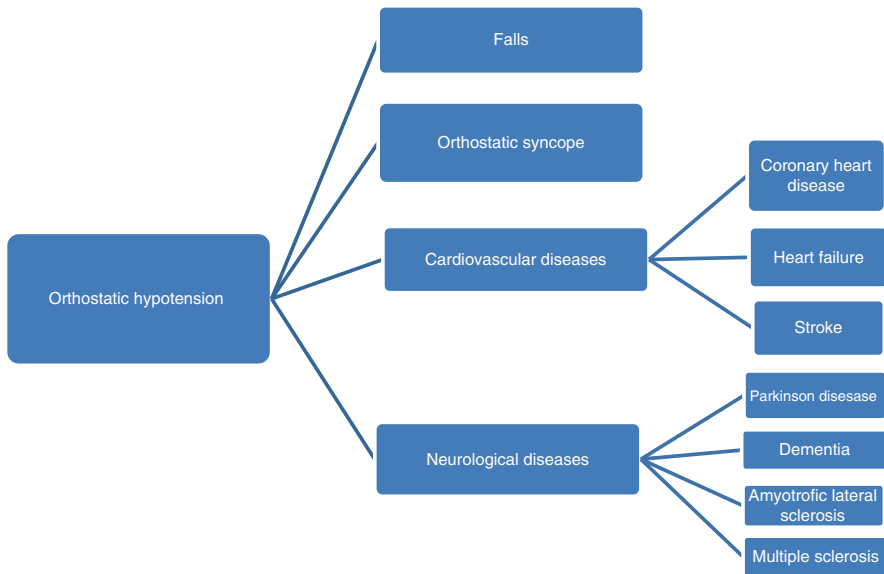 Falls
Orthostatic syncope
Coronary heart
disease
Cardiovascular diseases
Heart failure
Orthostatic hypotension
Stroke
Parkinson disesase
Neurological diseases
Dementia
Amyotrofic lateral
sclerosis
Multiple sclerosis